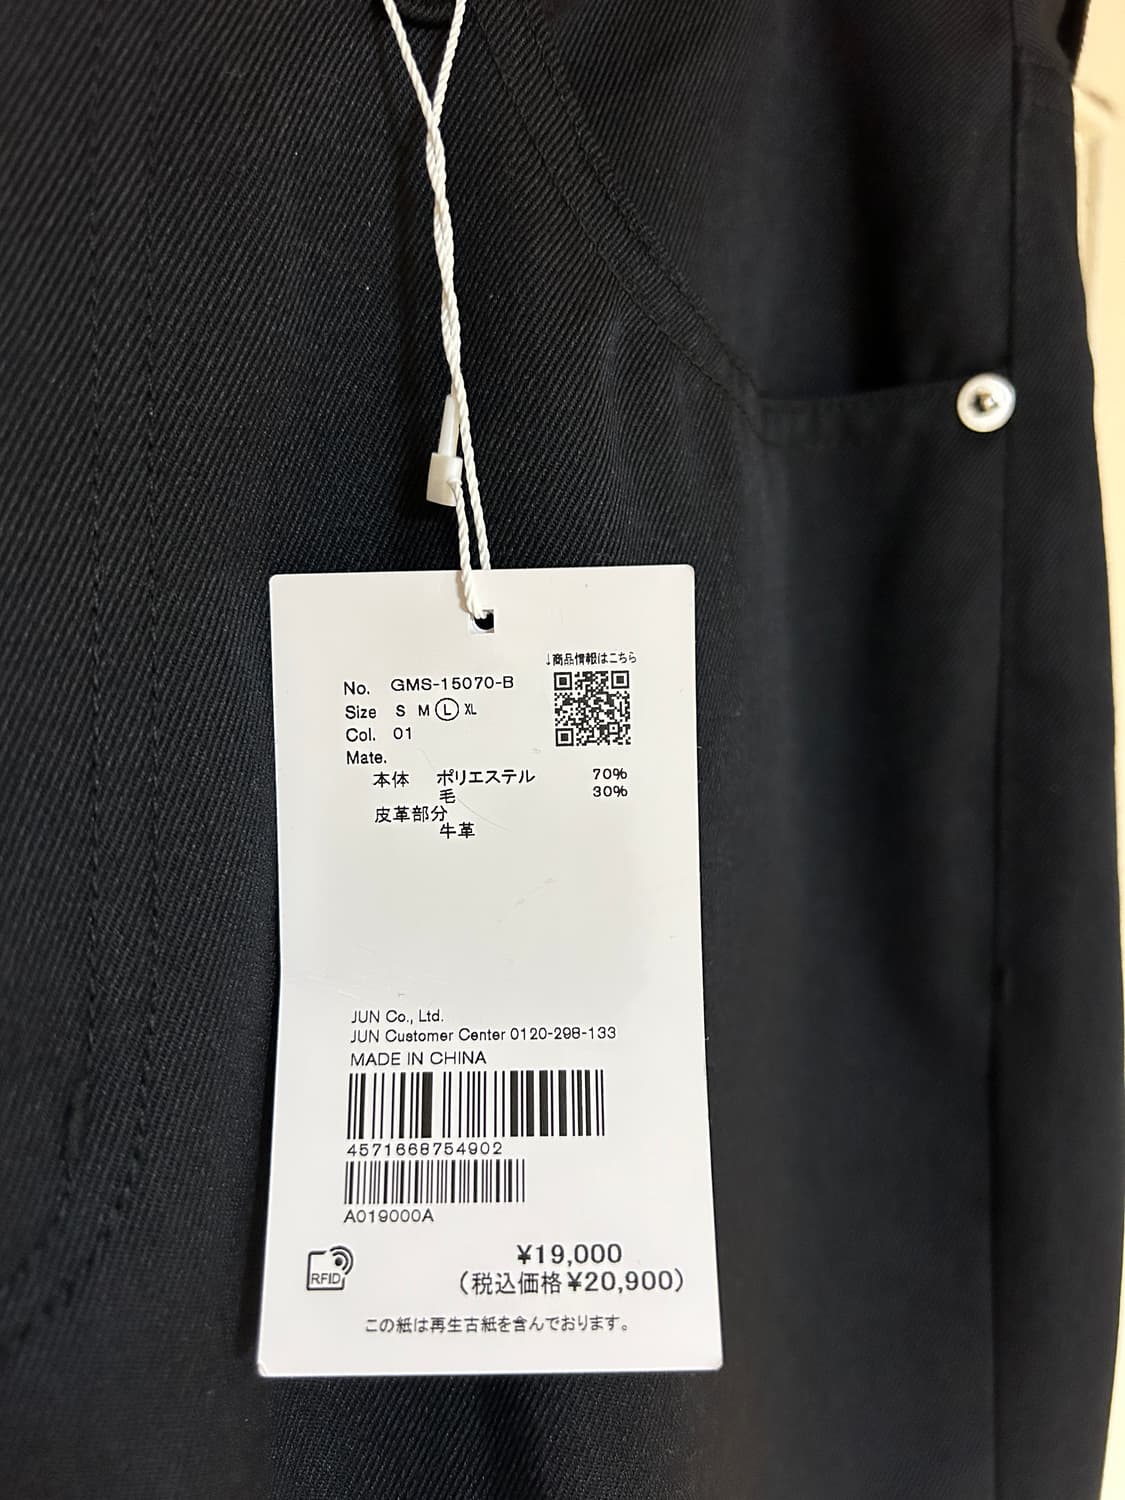 ↓商品情報はこちら
No. GMS-15070-B
Size S M L XL
Col. 01
Mate.
本体 ポリエステル 70%
毛 30%
皮革部分
牛革
JUN Co., Ltd.
JUN Customer Center 0120-298-133
MADE IN CHINA
4571668754902
A019000A
RFID
¥19,000
(税込価格¥20,900)
この紙は再生古紙を含んでおります。